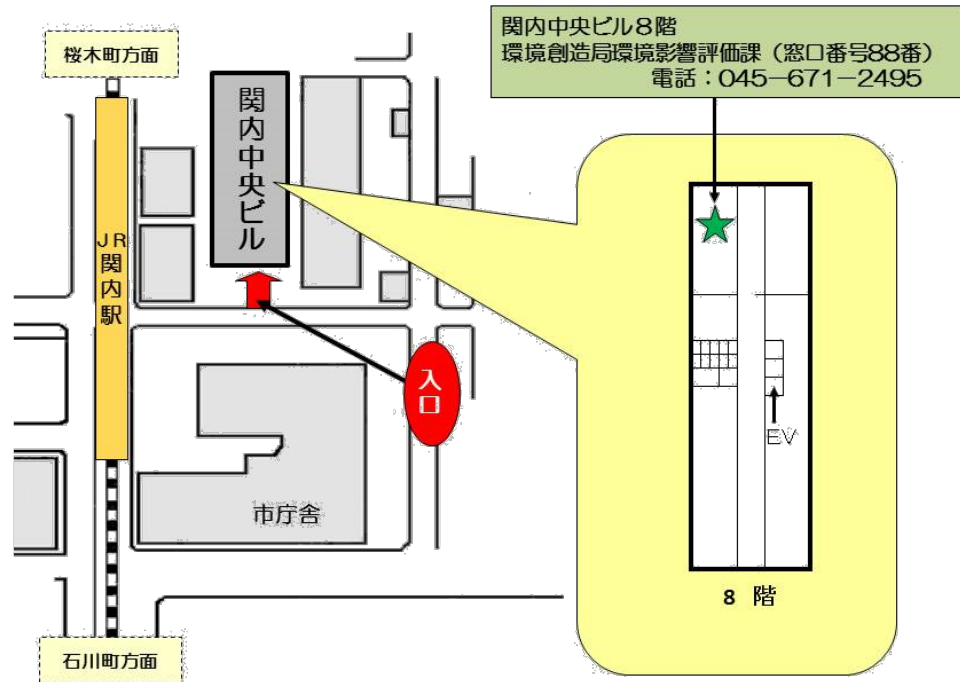 関内中央ビル8階
環境創造局環境影響評価課（窓口番号88番）
電話：045－671－2495
桜木町方面
関内中央ビル
JR関内駅
入口
市庁舎
EV
8 階
石川町方面